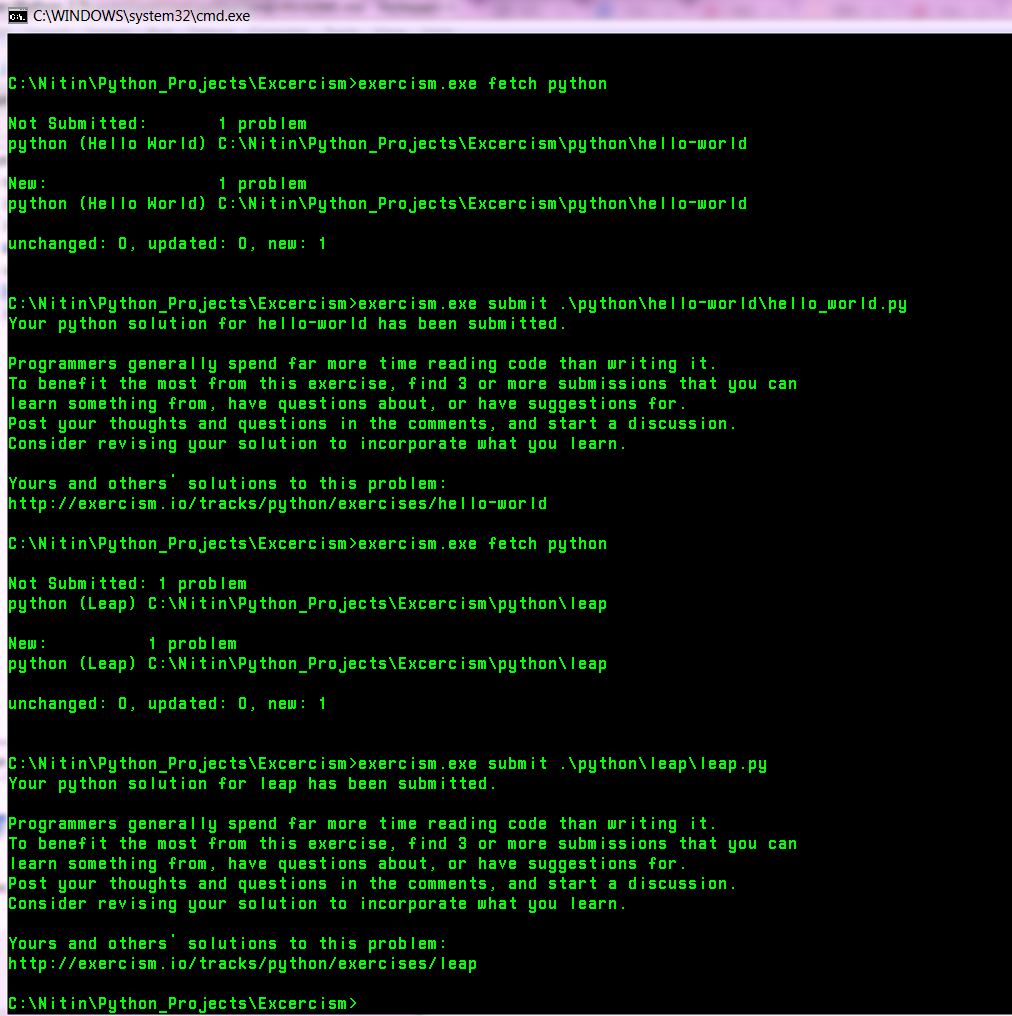 C:\WINDOWS\system32\cmd.exe
C:\Nitin\Python_Projects\Excercism>exercism.exe fetch python
Not Submitted: 1 problem
python (Hello World) C:\Nitin\Python_Projects\Excercism\python\hello-world
New: 1 problem
python (Hello World) C:\Nitin\Python_Projects\Excercism\python\hello-world
unchanged: 0, updated: 0, new: 1
C:\Nitin\Python_Projects\Excercism>exercism.exe submit .\python\hello-world\hello_world.py
Your python solution for hello-world has been submitted.
Programmers generally spend far more time reading code than writing it.
To benefit the most from this exercise, find 3 or more submissions that you can
learn something from, have questions about, or have suggestions for.
Post your thoughts and questions in the comments, and start a discussion.
Consider revising your solution to incorporate what you learn.
Yours and others' solutions to this problem:
http://exercism.io/tracks/python/exercises/hello-world
C:\Nitin\Python_Projects\Excercism>exercism.exe fetch python
Not Submitted: 1 problem
python (Leap) C:\Nitin\Python_Projects\Excercism\python\leap
New: 1 problem
python (Leap) C:\Nitin\Python_Projects\Excercism\python\leap
unchanged: 0, updated: 0, new: 1
C:\Nitin\Python_Projects\Excercism>exercism.exe submit .\python\leap\leap.py
Your python solution for leap has been submitted.
Programmers generally spend far more time reading code than writing it.
To benefit the most from this exercise, find 3 or more submissions that you can
learn something from, have questions about, or have suggestions for.
Post your thoughts and questions in the comments, and start a discussion.
Consider revising your solution to incorporate what you learn.
Yours and others' solutions to this problem:
http://exercism.io/tracks/python/exercises/leap
C:\Nitin\Python_Projects\Excercism>